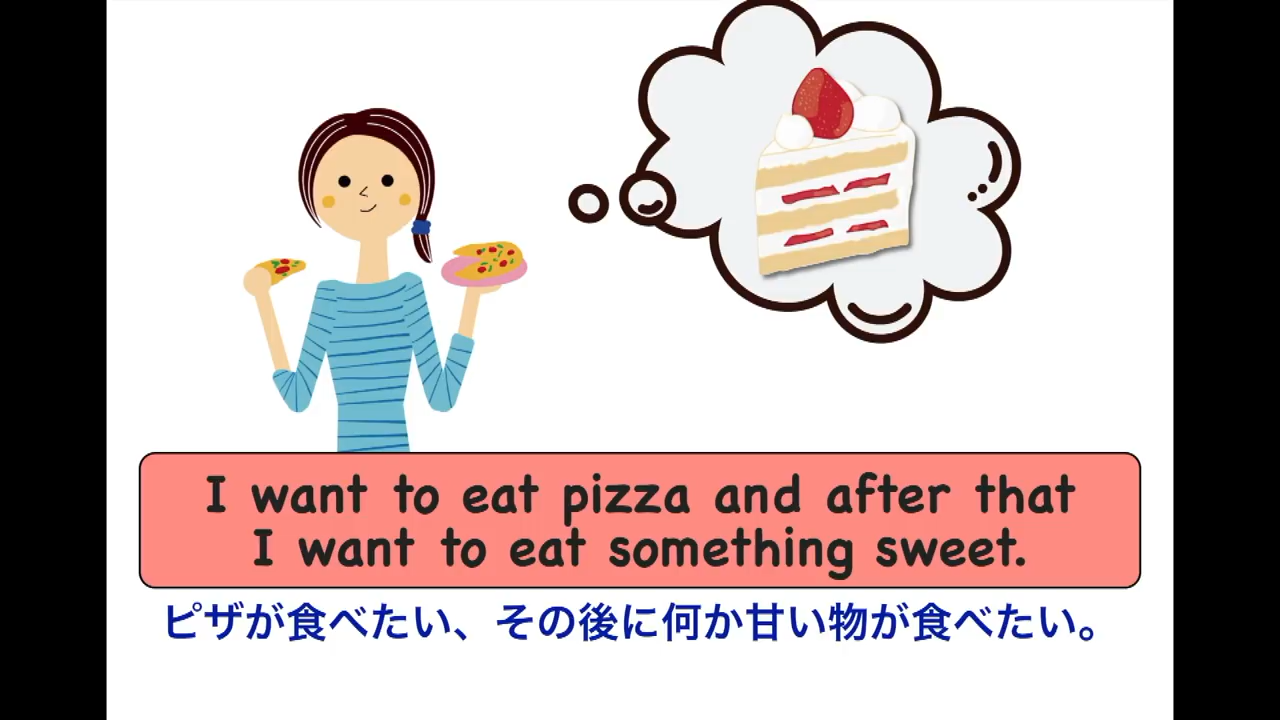 I want to eat pizza and after that
I want to eat something sweet.
ピザが食べたい、その後に何か甘い物が食べたい。